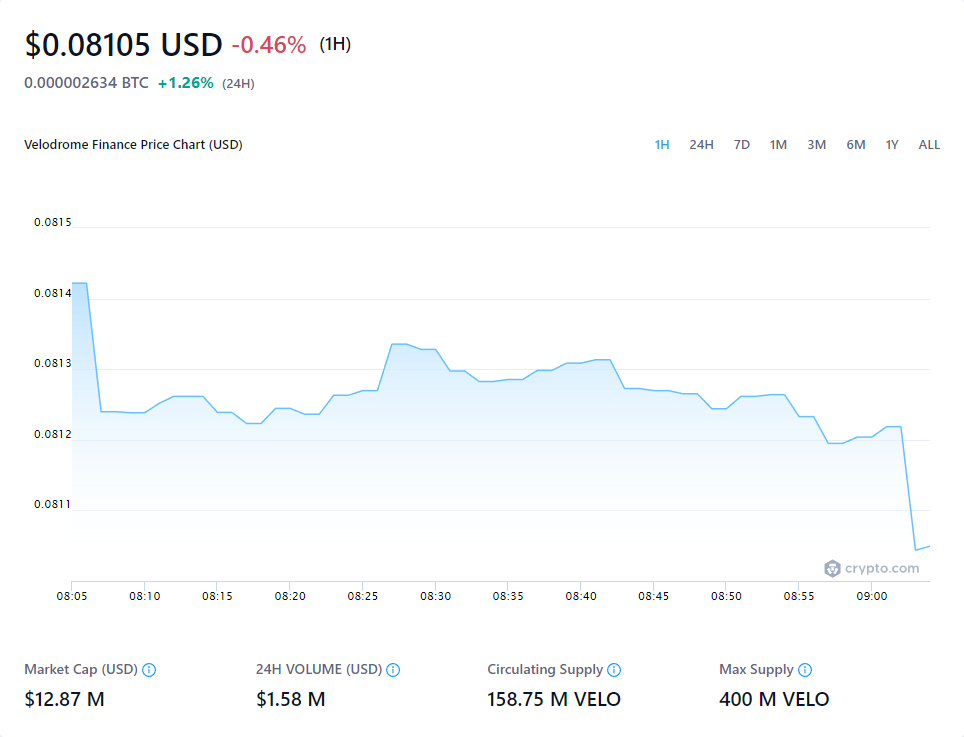 $0.08105 USD -0.46% (1H)
0.000002634 BTC +1.26% (24H)
Velodrome Finance Price Chart (USD) 1H 24H 7D 1M 3M 6M 1Y ALL
0.0815
0.0814
0.0813
0.0812
0.0811
crypto.com
08:05 08:10 08:15 08:20 08:25 08:30 08:35 08:40 08:45 08:50 08:55 09:00
Market Cap (USD) 24H VOLUME (USD) Circulating Supply Max Supply
$12.87 M $1.58 M 158.75 M VELO 400 M VELO